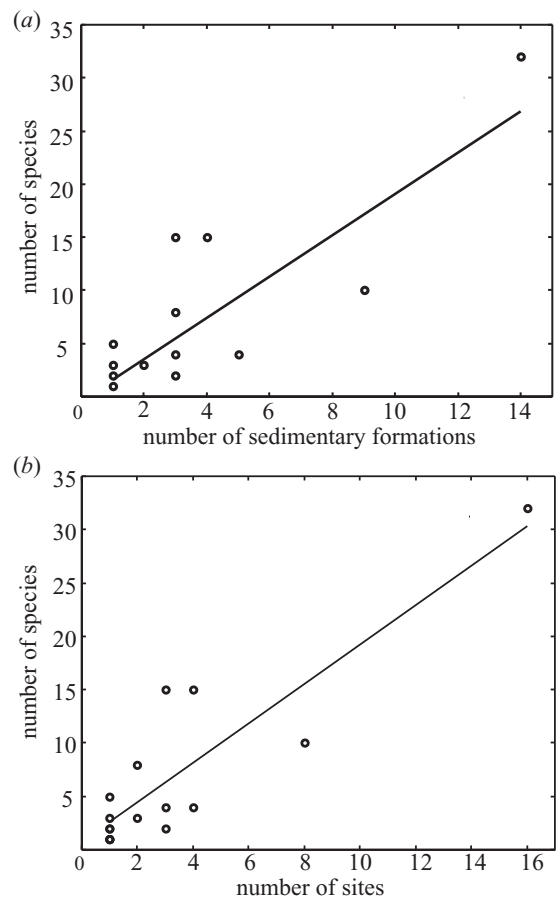 (a)
35
30
25
20
15
10
5
0 2 4 6 8 10 12 14
number of species
number of sedimentary formations
(b)
35
30
25
20
15
10
5
0 2 4 6 8 10 12 14 16
number of species
number of sites